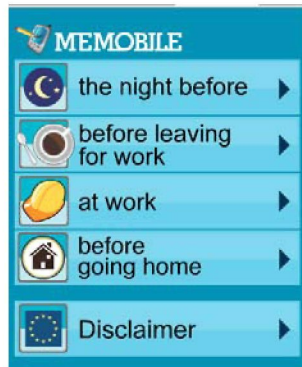 MEMOBILE
the night before
before leaving
for work
at work
before
going home
Disclaimer